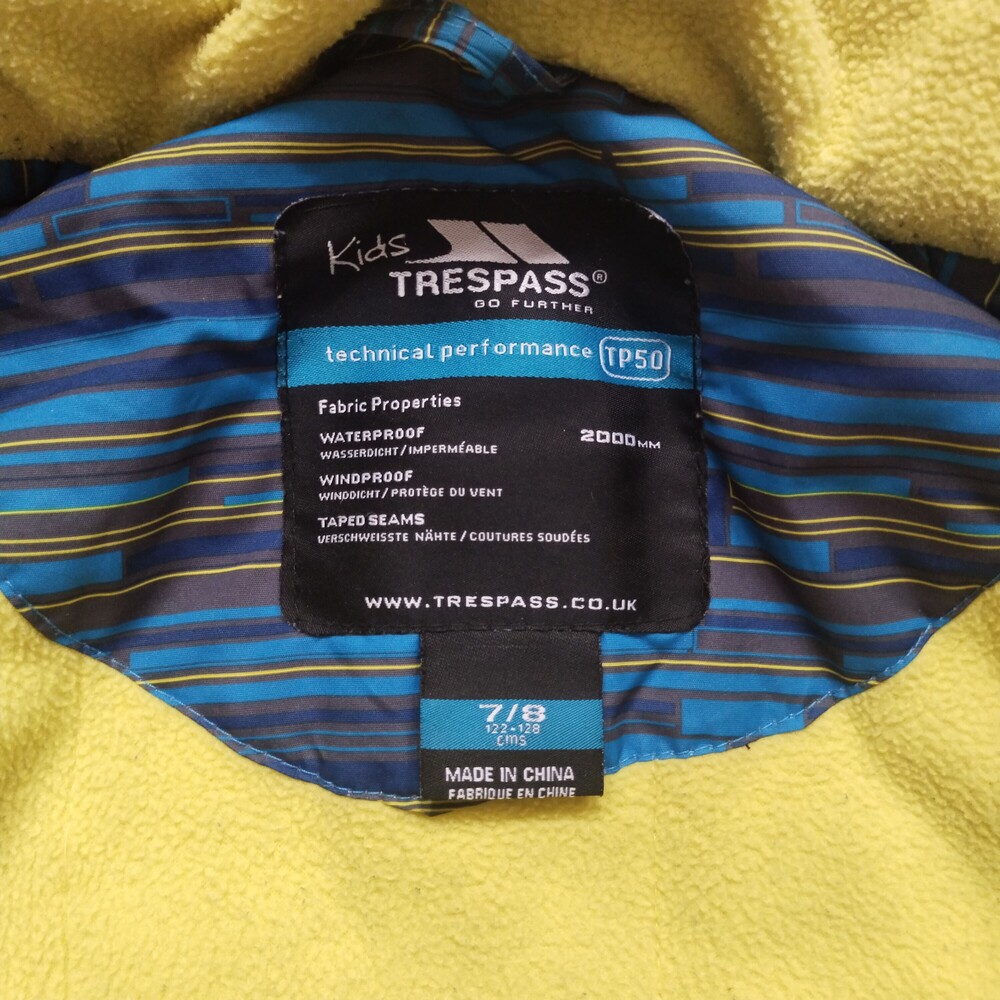 Kids
TRESPASS®
GO FURTHER
technical performance TP50
Fabric Properties
WATERPROOF 2000MM
WASSERDICHT/IMPERMÉABLE
WINDPROOF
WINDDICHT/PROTÈGE DU VENT
TAPED SEAMS
VERSCHWEISSTE NÄHTE/COUTURES SOUDÉES
WWW.TRESPASS.CO.UK
7/8
122-128
cms
MADE IN CHINA
FABRIQUE EN CHINE